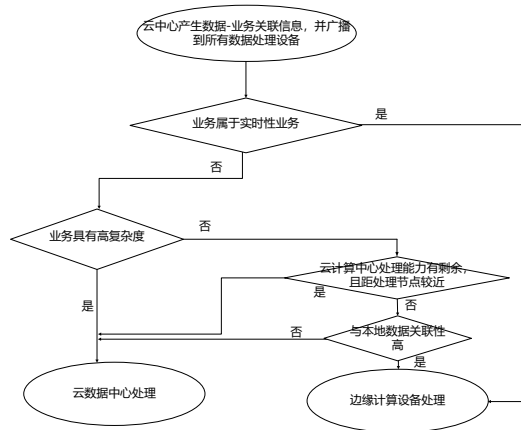 云中心产生数据-业务关联信息，并广播
到所有数据处理设备
业务属于实时性业务
是
否
业务具有高复杂度
否
云计算中心处理能力有剩余，
且距处理节点较近
是
是
否
否
与本地数据关联性
高
是
云数据中心处理
边缘计算设备处理